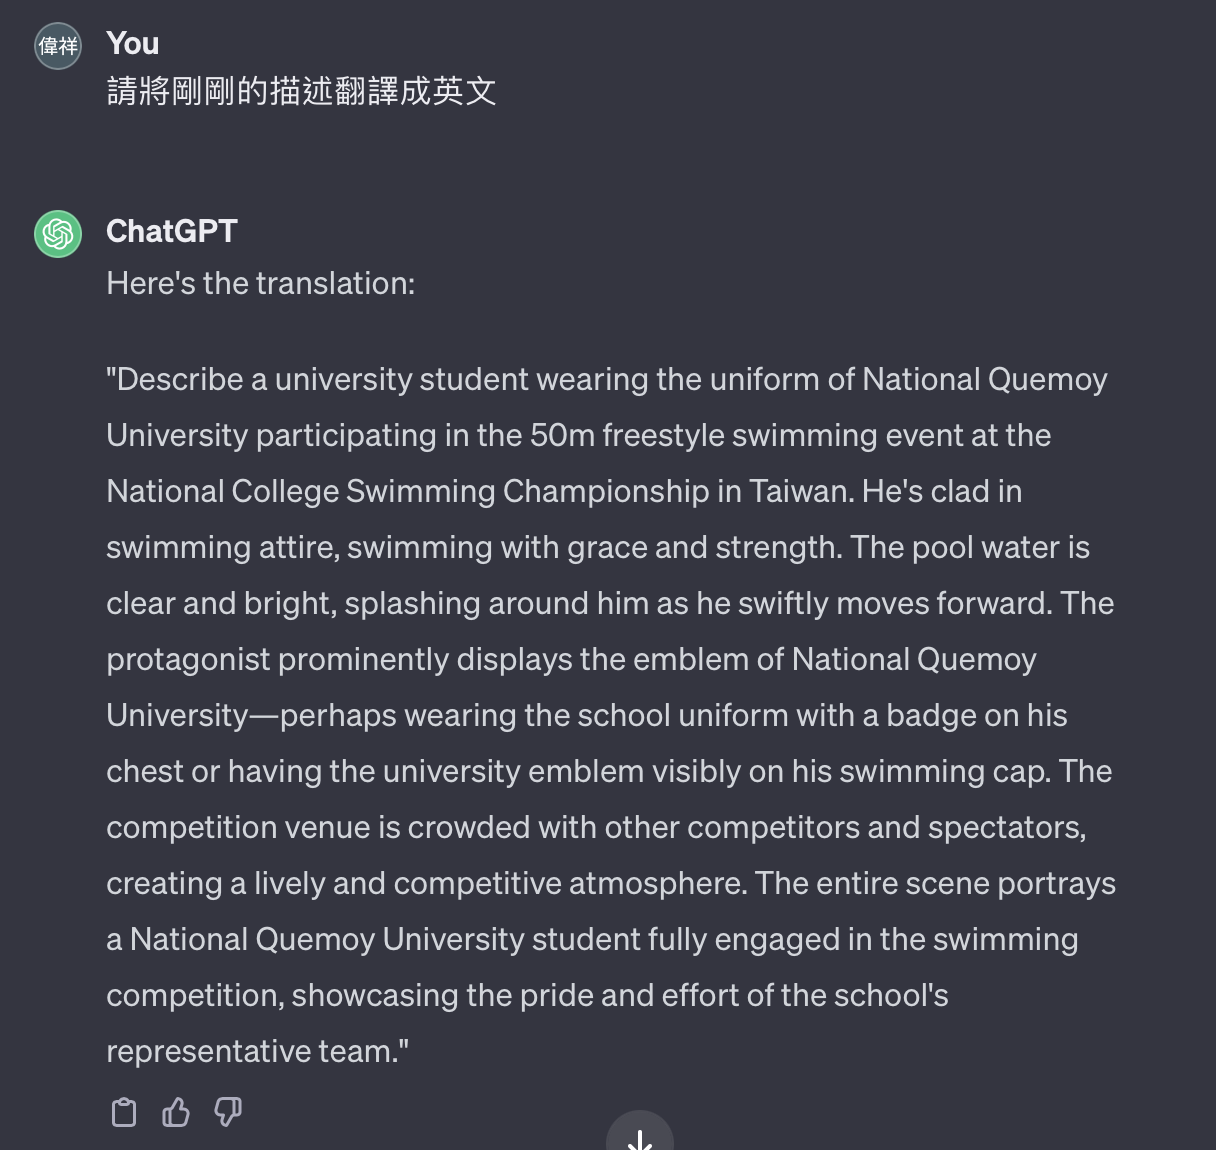 偉祥
You
請將剛剛的描述翻譯成英文
ChatGPT
Here's the translation:
"Describe a university student wearing the uniform of National Quemoy
University participating in the 50m freestyle swimming event at the
National College Swimming Championship in Taiwan. He's clad in
swimming attire, swimming with grace and strength. The pool water is
clear and bright, splashing around him as he swiftly moves forward. The
protagonist prominently displays the emblem of National Quemoy
University—perhaps wearing the school uniform with a badge on his
chest or having the university emblem visibly on his swimming cap. The
competition venue is crowded with other competitors and spectators,
creating a lively and competitive atmosphere. The entire scene portrays
a National Quemoy University student fully engaged in the swimming
competition, showcasing the pride and effort of the school's
representative team."